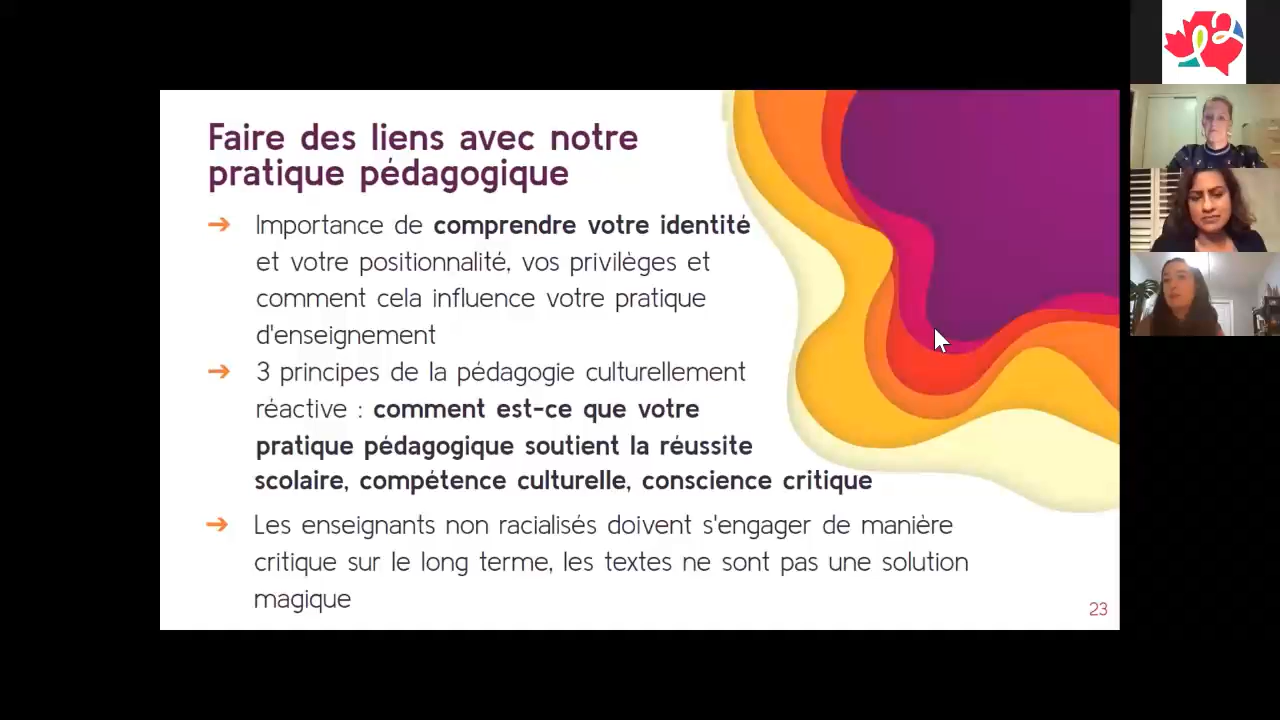 Faire des liens avec notre
pratique pédagogique
➔ Importance de comprendre votre identité
et votre positionnalité, vos privilèges et
comment cela influence votre pratique
d'enseignement
➔ 3 principes de la pédagogie culturellement
réactive : comment est-ce que votre
pratique pédagogique soutient la réussite
scolaire, compétence culturelle, conscience critique
➔ Les enseignants non racialisés doivent s'engager de manière
critique sur le long terme, les textes ne sont pas une solution
magique
23